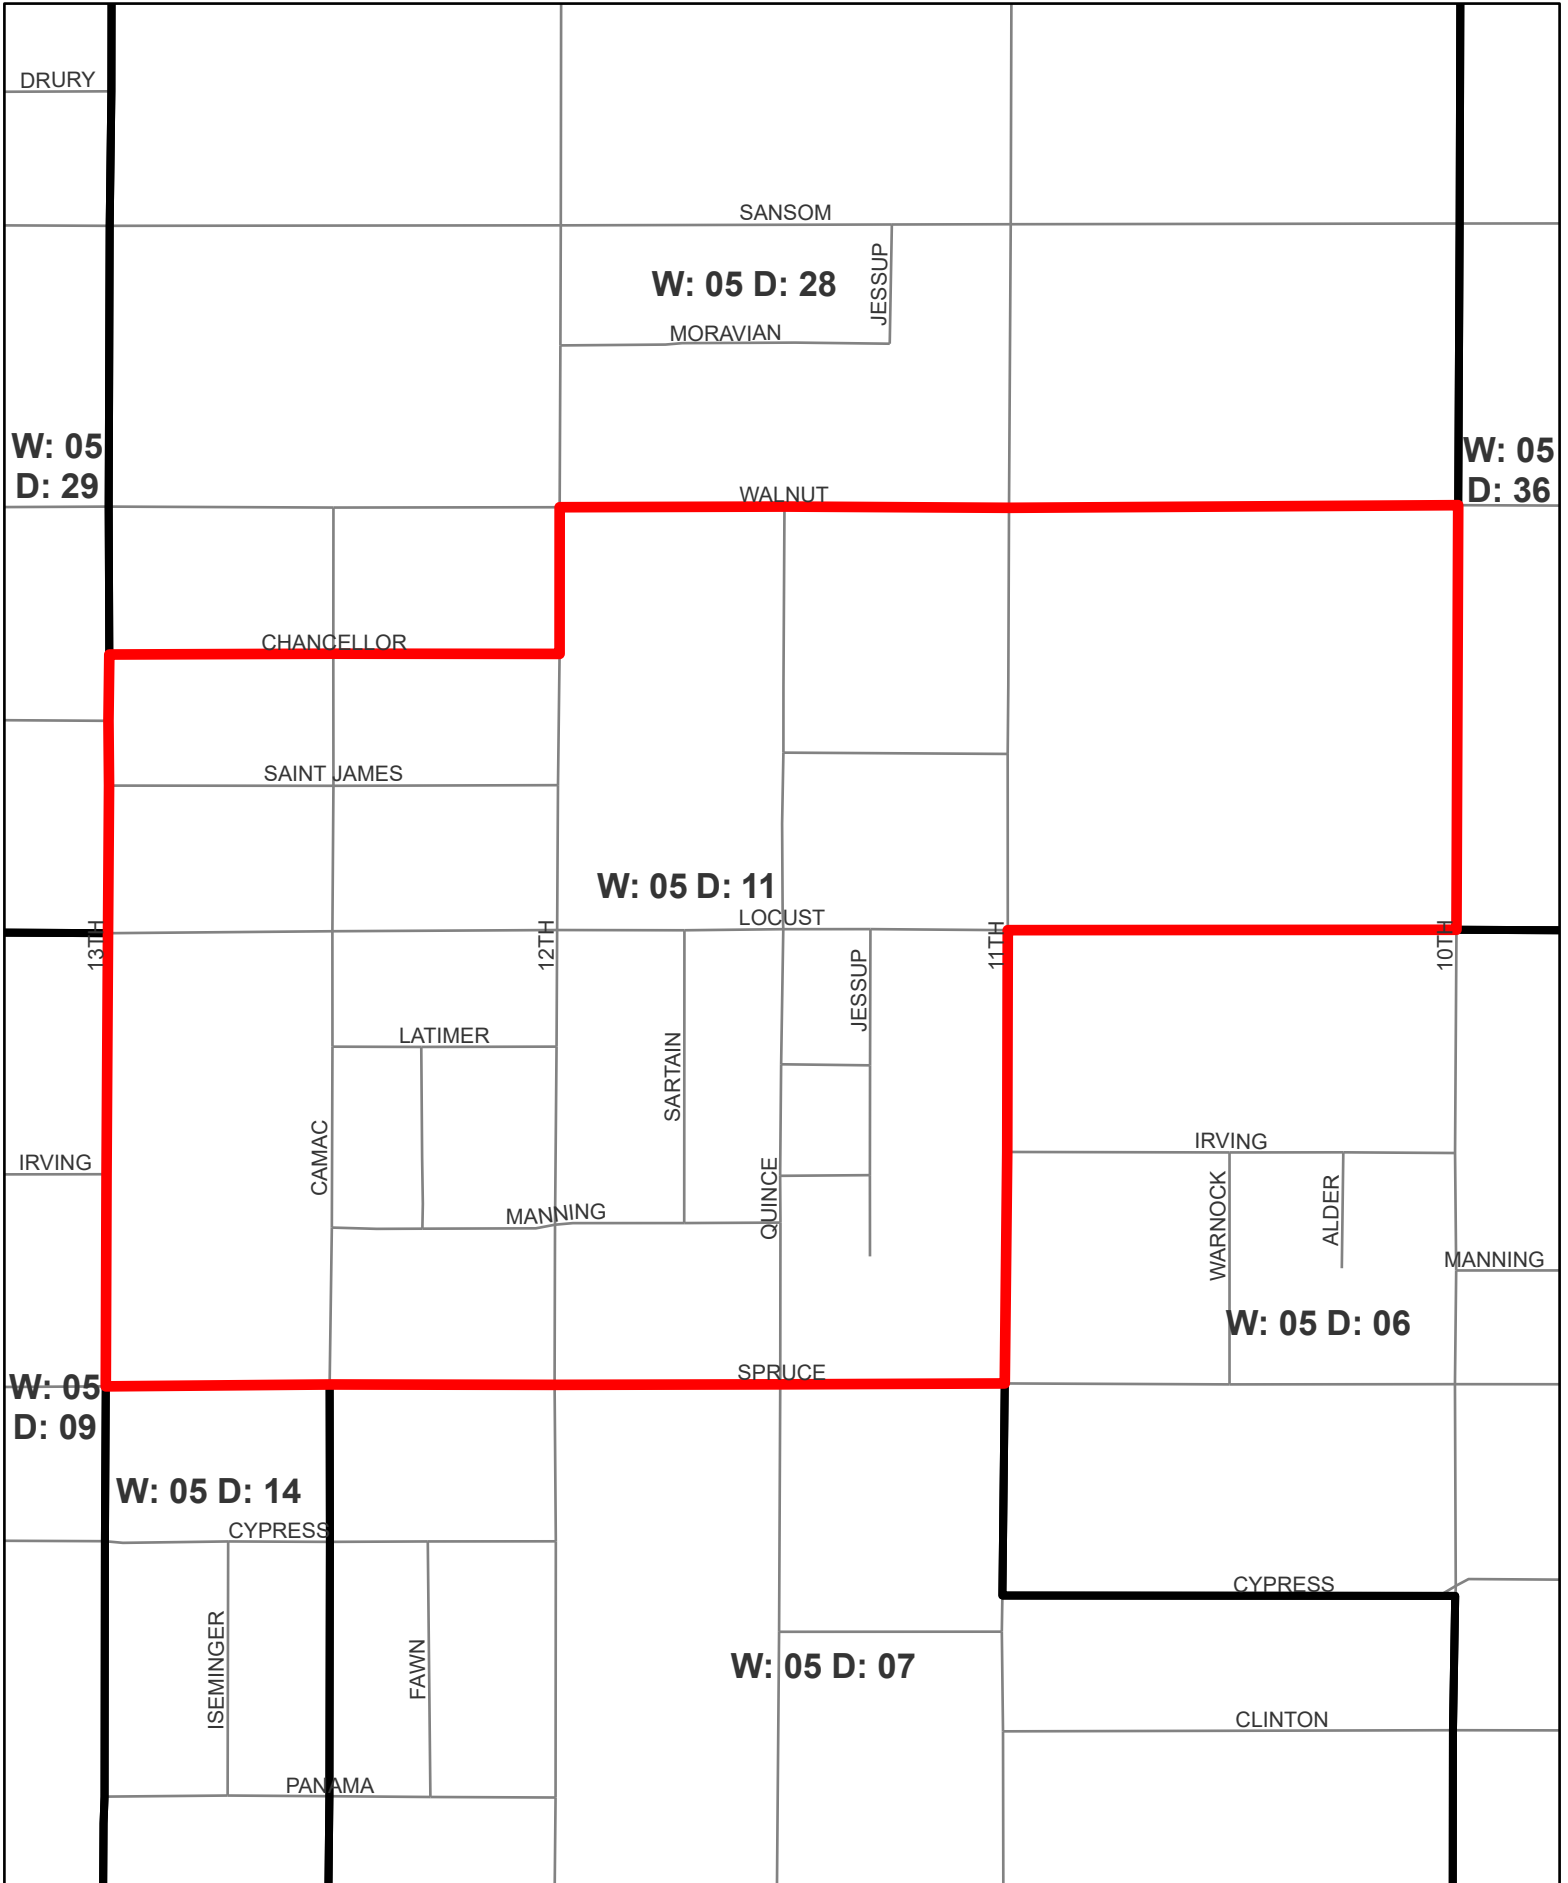 DRURY
SANSOM
JESSUP
W: 05 D: 28
MORAVIAN
W: 05
D: 29
W: 05
D: 36
WALNUT
CHANCELLOR
SAINT JAMES
W: 05 D: 11
LOCUST
13TH
12TH
11TH
10TH
JESSUP
LATIMER
SARTAIN
CAMAC
IRVING
IRVING
QUINCE
WARNOCK
ALDER
MANNING
MANNING
W: 05 D: 06
SPRUCE
W: 05
D: 09
W: 05 D: 14
CYPRESS
CYPRESS
ISEMINGER
FAWN
W: 05 D: 07
CLINTON
PANAMA